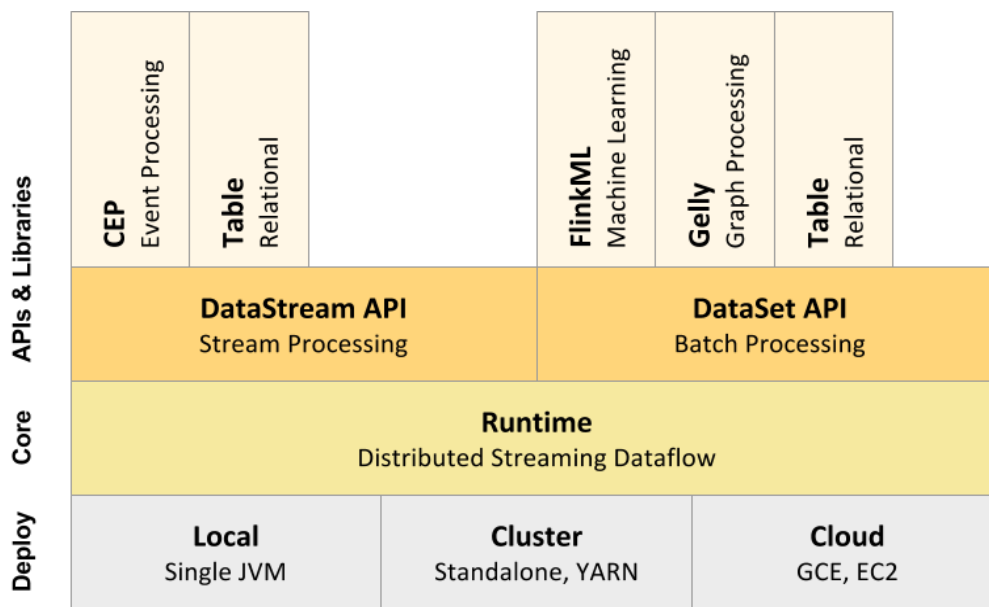 APIs & Libraries
CEP
Event Processing
Table
Relational
FlinkML
Machine Learning
Gelly
Graph Processing
Table
Relational
DataStream API
Stream Processing
DataSet API
Batch Processing
Core
Runtime
Distributed Streaming Dataflow
Deploy
Local
Single JVM
Cluster
Standalone, YARN
Cloud
GCE, EC2